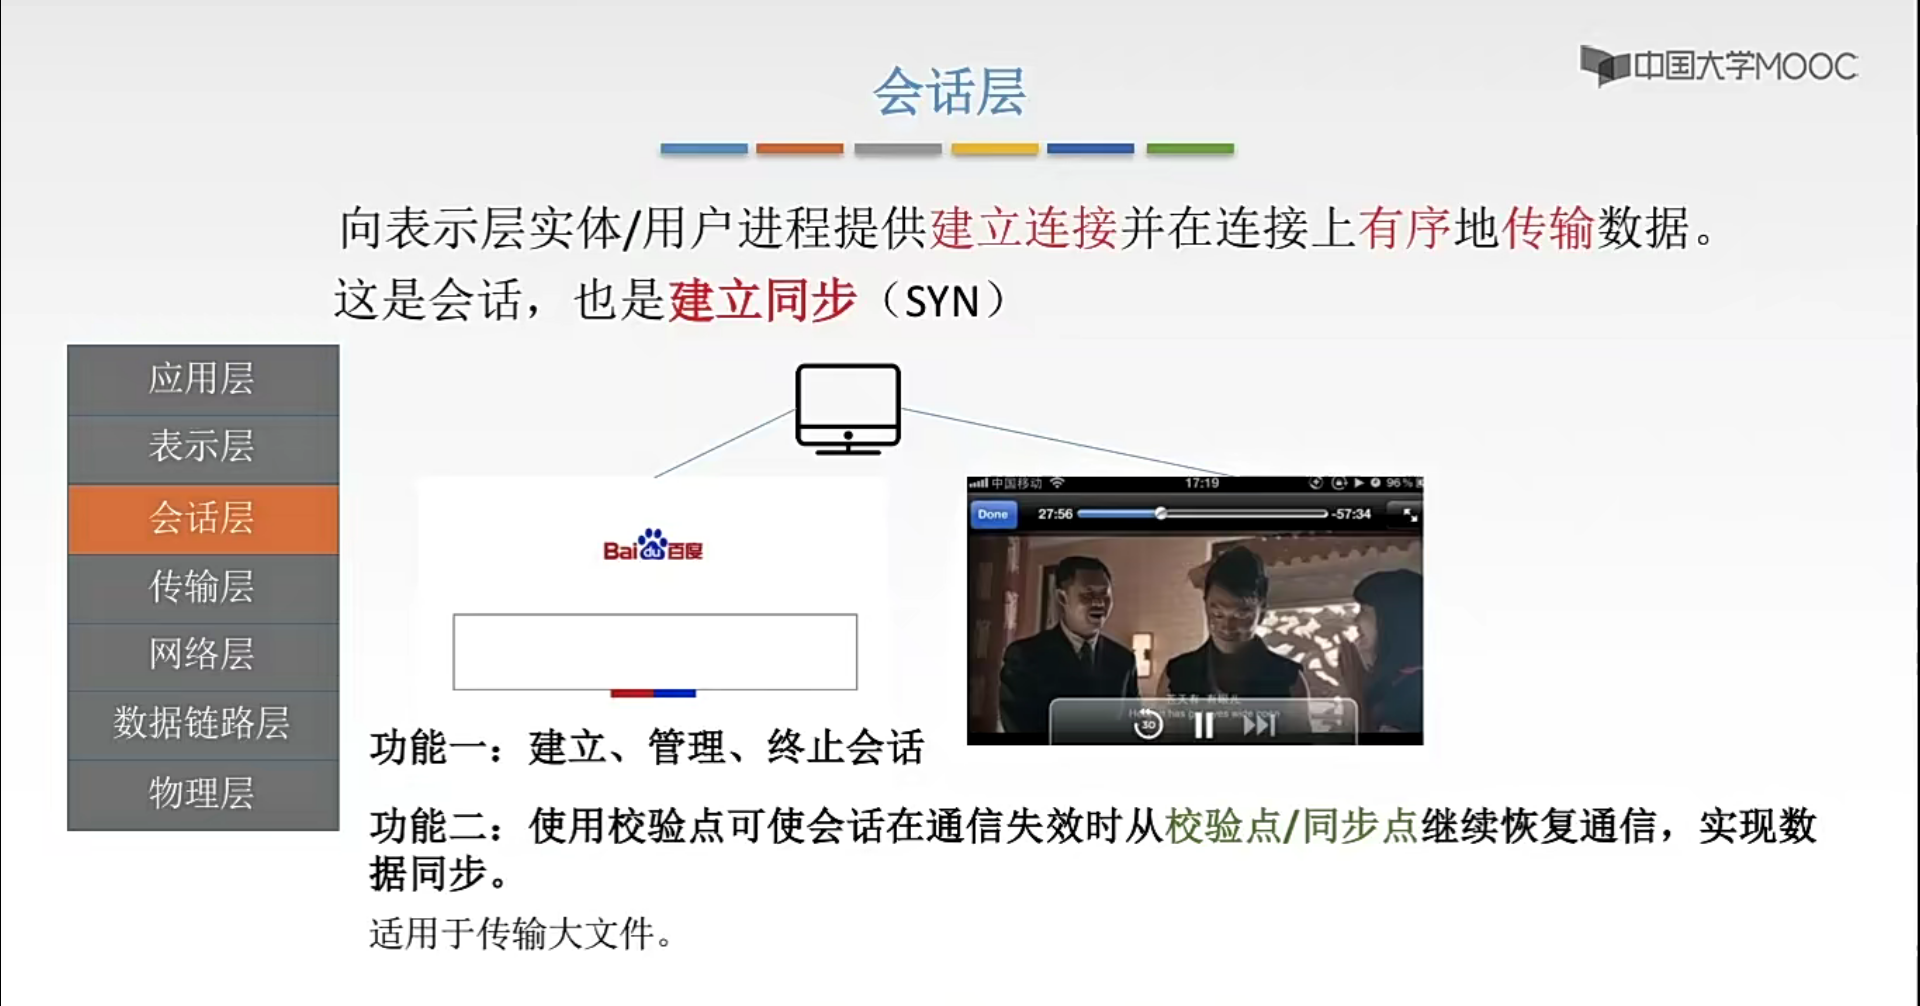 中国大学MOOC
会话层
向表示层实体/用户进程提供建立连接并在连接上有序地传输数据。
这是会话，也是建立同步（SYN）
应用层
表示层
会话层
传输层
网络层
数据链路层
物理层
Bai du 百度
中国移动 17:19 96%
Done 27:56 -57:34
30
功能一：建立、管理、终止会话
功能二：使用校验点可使会话在通信失效时从校验点/同步点继续恢复通信，实现数
据同步。
适用于传输大文件。